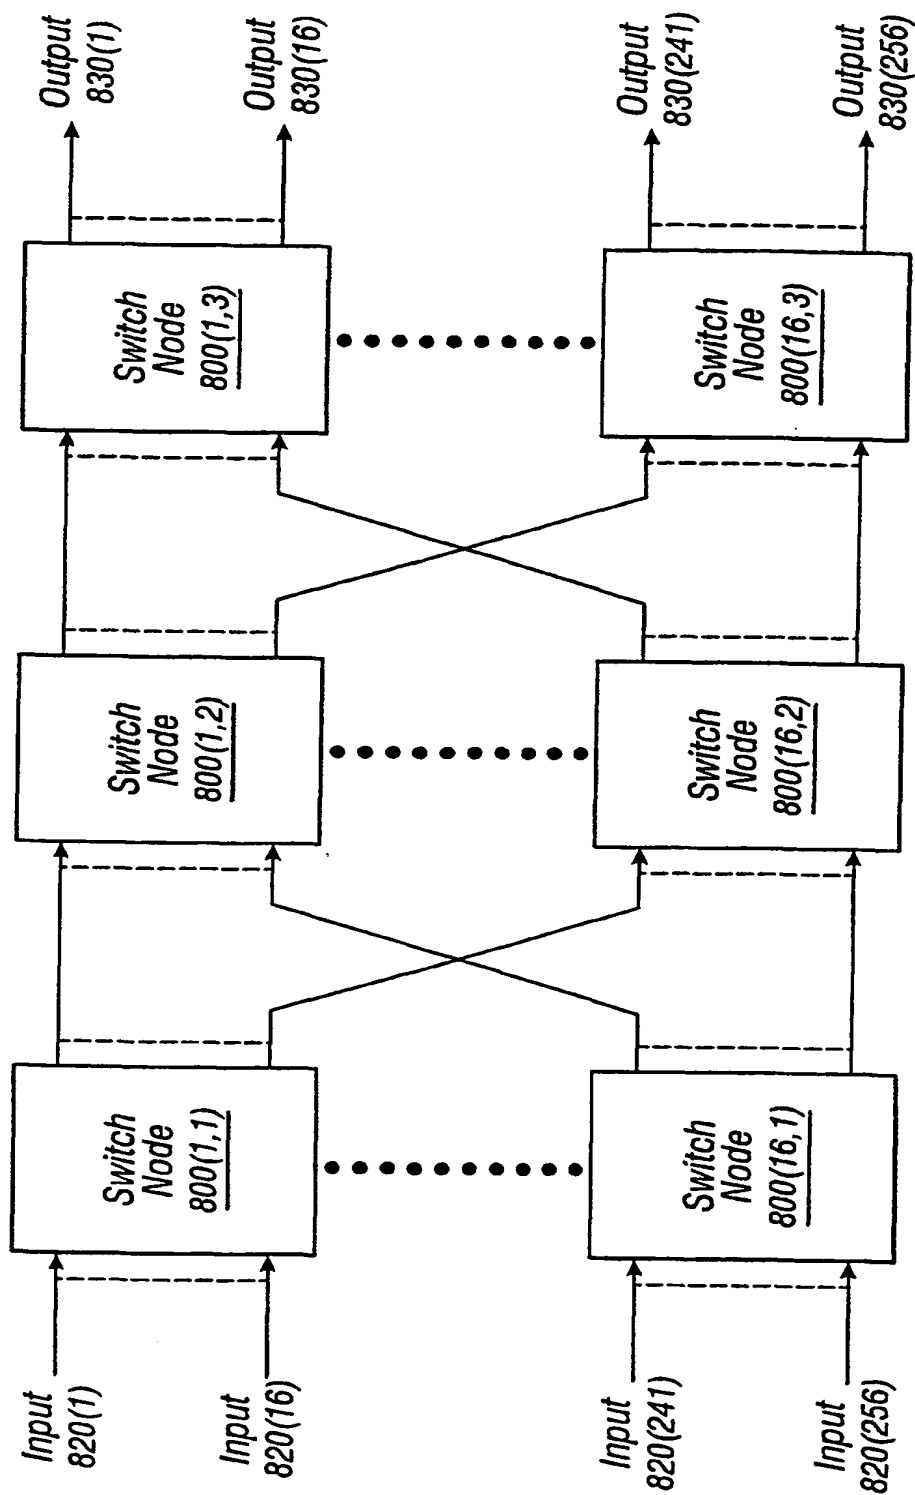 Input
820(1)
Input
820(16)
Input
820(241)
Input
820(256)
Switch
Node
800(1,1)
Switch
Node
800(16,1)
Switch
Node
800(1,2)
Switch
Node
800(16,2)
Switch
Node
800(1,3)
Switch
Node
800(16,3)
Output
830(1)
Output
830(16)
Output
830(241)
Output
830(256)